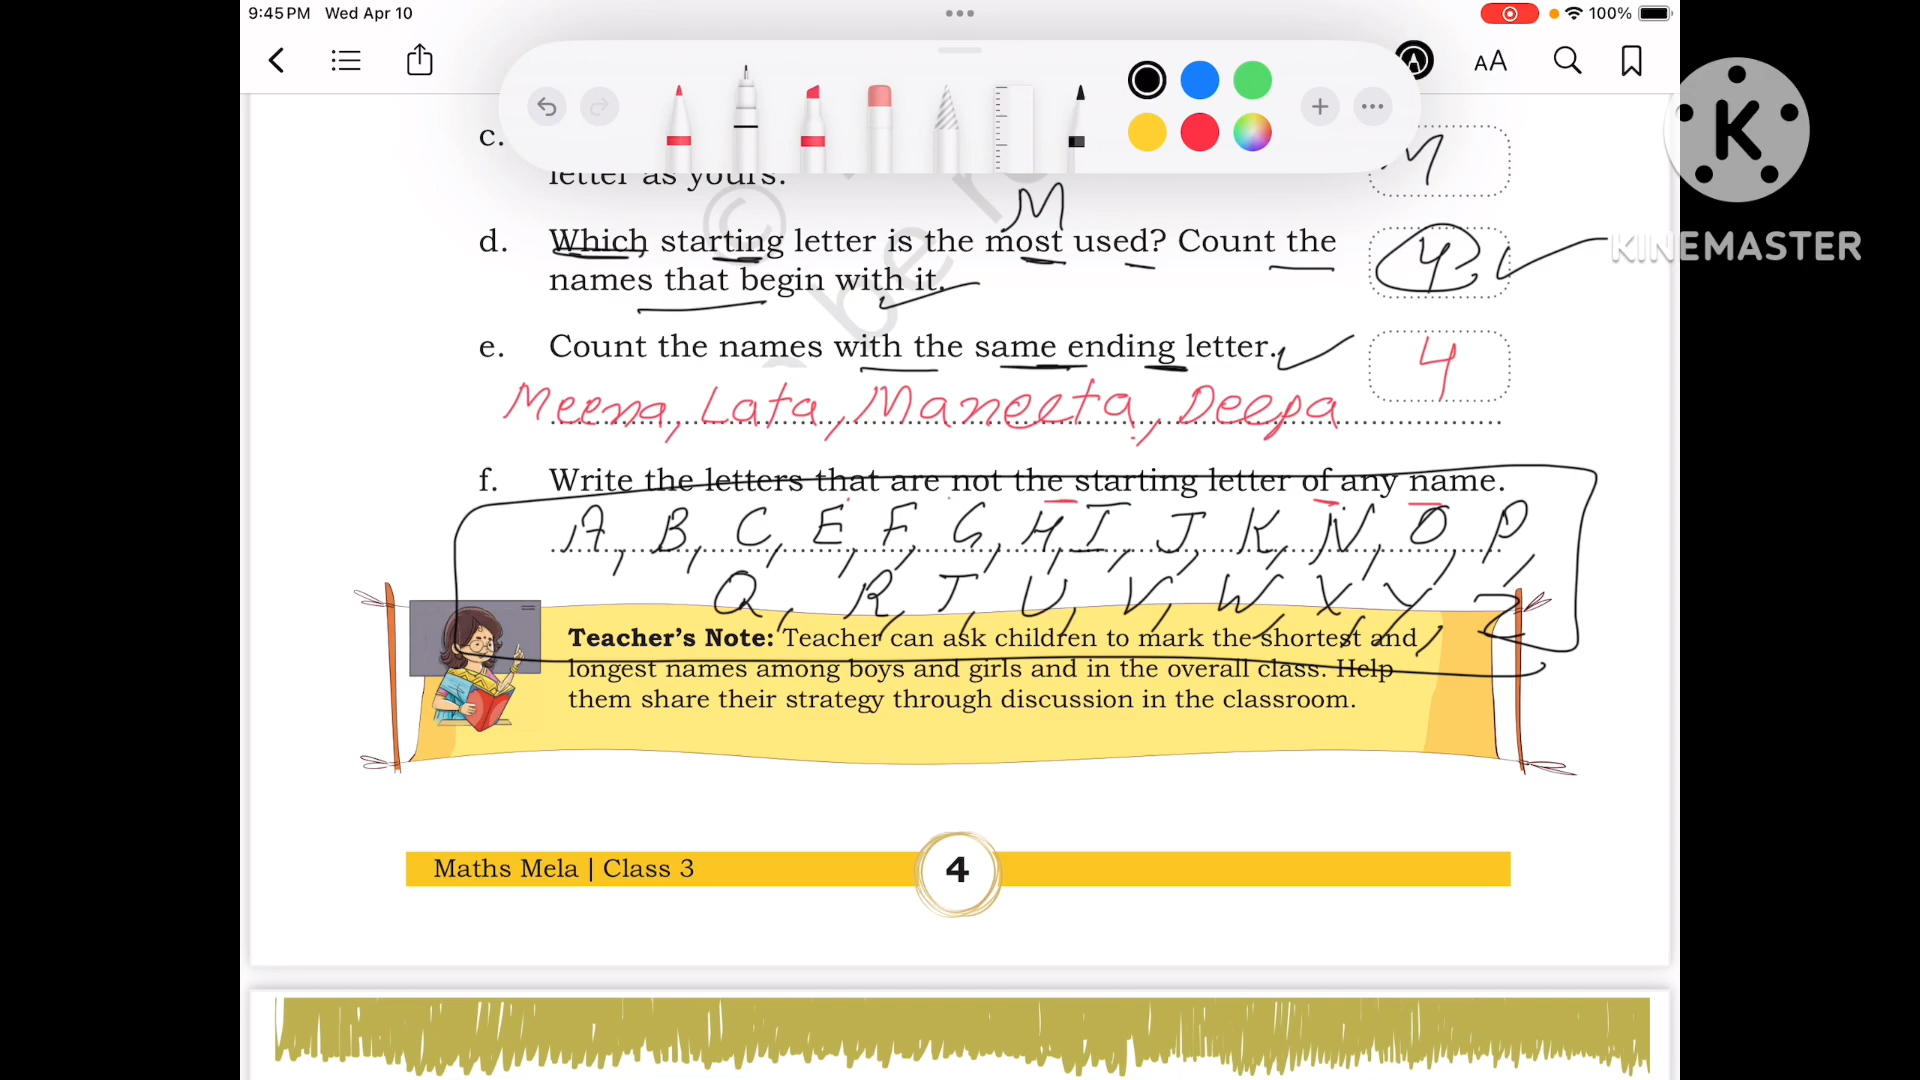 9:45 PM Wed Apr 10
100%
AA
c.
letter as yours.
M
M
d. Which starting letter is the most used? Count the
names that begin with it.
4
KINEMASTER
e. Count the names with the same ending letter.
4
Meena, Lata, Maneeta, Deepa
f. Write the letters that are not the starting letter of any name.
A, B, C, E, F, G, H, I, J, K, N, O, P,
Q, R, T, U, V, W, X, Y, Z
Teacher's Note: Teacher can ask children to mark the shortest and
longest names among boys and girls and in the overall class. Help
them share their strategy through discussion in the classroom.
Maths Mela | Class 3
4